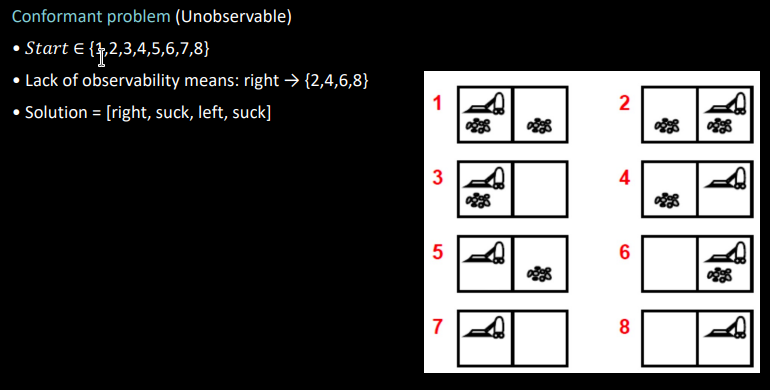 Conformant problem (Unobservable)
• Start ∈ {1,2,3,4,5,6,7,8}
• Lack of observability means: right → {2,4,6,8}
• Solution = [right, suck, left, suck]
1 2
3 4
5 6
7 8